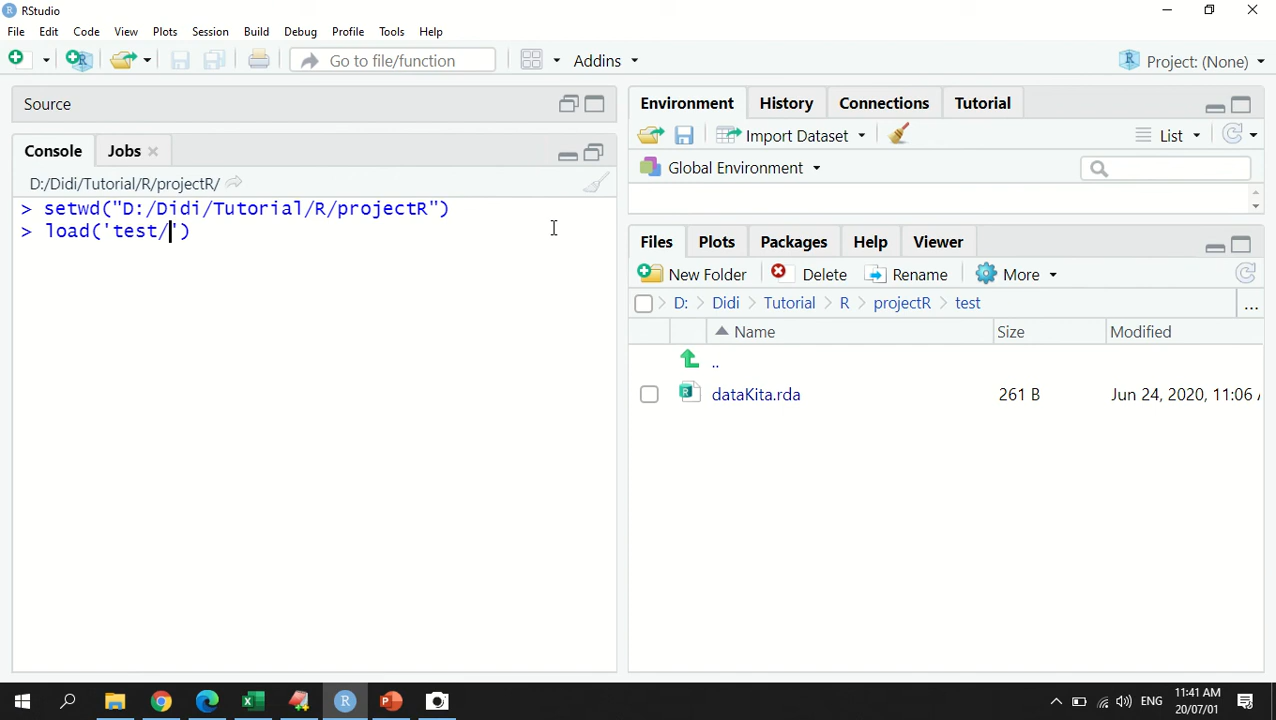 RStudio
File Edit Code View Plots Session Build Debug Profile Tools Help
Go to file/function Addins Project: (None)
Source
Console Jobs
D:/Didi/Tutorial/R/projectR/
> setwd("D:/Didi/Tutorial/R/projectR")
> load('test/')
Environment History Connections Tutorial
Import Dataset List
Global Environment
Files Plots Packages Help Viewer
New Folder Delete Rename More
D: Didi Tutorial R projectR test ...
Name Size Modified
..
dataKita.rda 261 B Jun 24, 2020, 11:06
ENG 11:41 AM
20/07/01